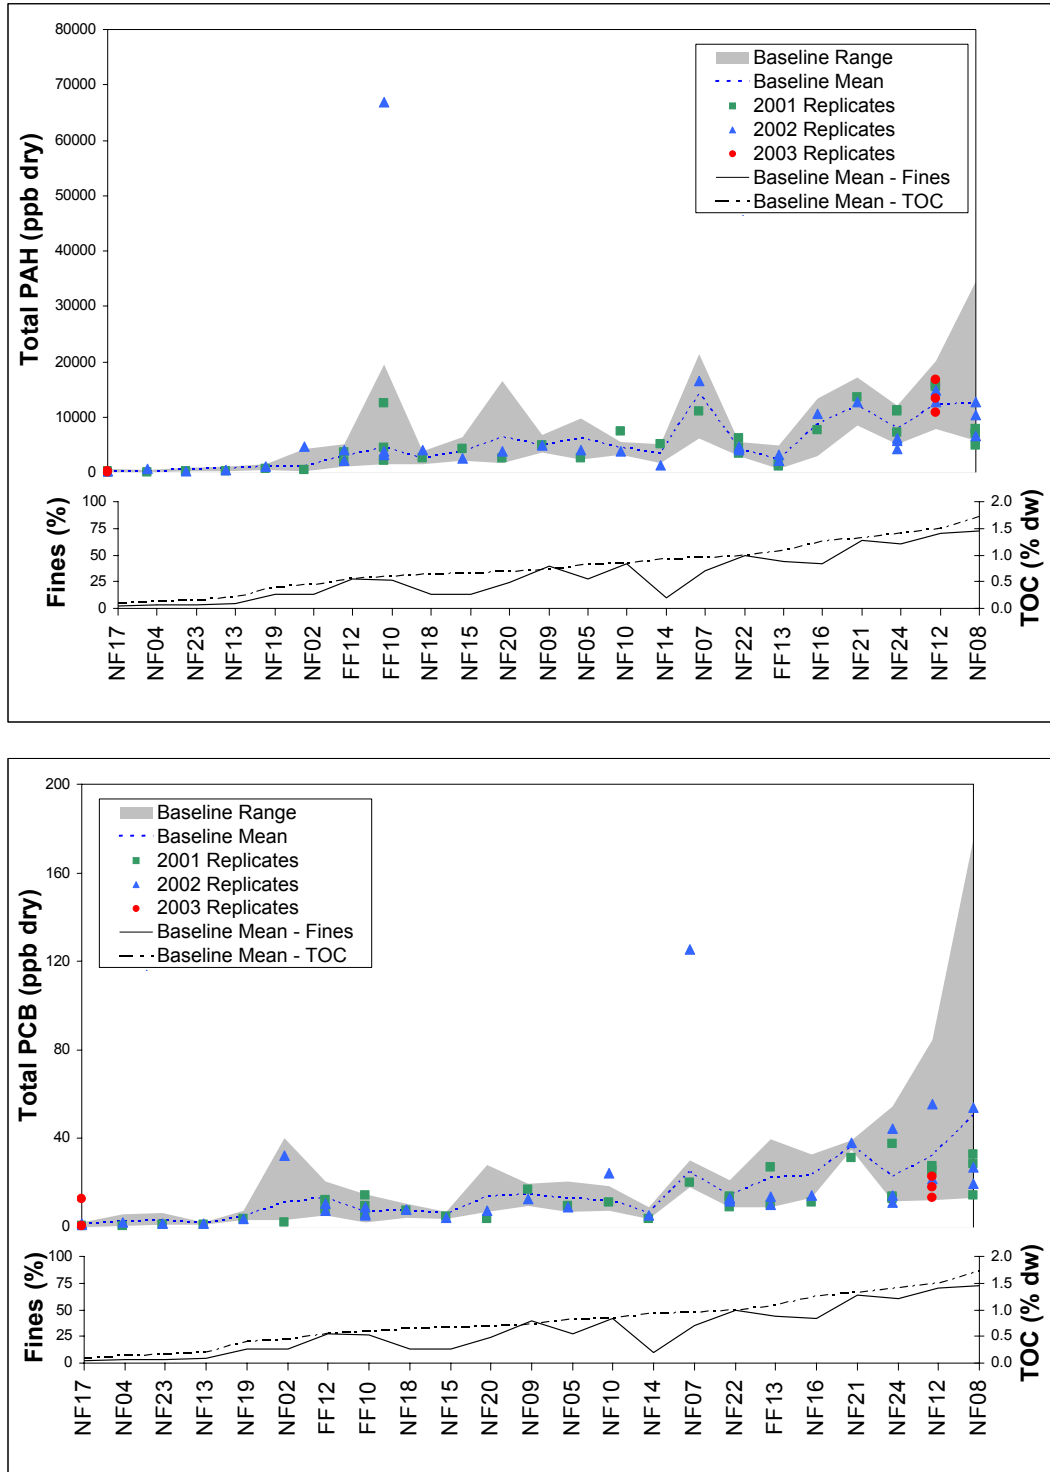 80000
70000
60000
50000
40000
30000
20000
10000
0
Total PAH (ppb dry)
Baseline Range
Baseline Mean
2001 Replicates
2002 Replicates
2003 Replicates
Baseline Mean - Fines
Baseline Mean - TOC
100
75
50
25
0
Fines (%)
2.0
1.5
1.0
0.5
0.0
TOC (% dw)
NF17
NF04
NF23
NF13
NF19
NF02
FF12
FF10
NF18
NF15
NF20
NF09
NF05
NF10
NF14
NF07
NF22
FF13
NF16
NF21
NF24
NF12
NF08
200
160
120
80
40
0
Total PCB (ppb dry)
Baseline Range
Baseline Mean
2001 Replicates
2002 Replicates
2003 Replicates
Baseline Mean - Fines
Baseline Mean - TOC
100
75
50
25
0
Fines (%)
2.0
1.5
1.0
0.5
0.0
TOC (% dw)
NF17
NF04
NF23
NF13
NF19
NF02
FF12
FF10
NF18
NF15
NF20
NF09
NF05
NF10
NF14
NF07
NF22
FF13
NF16
NF21
NF24
NF12
NF08